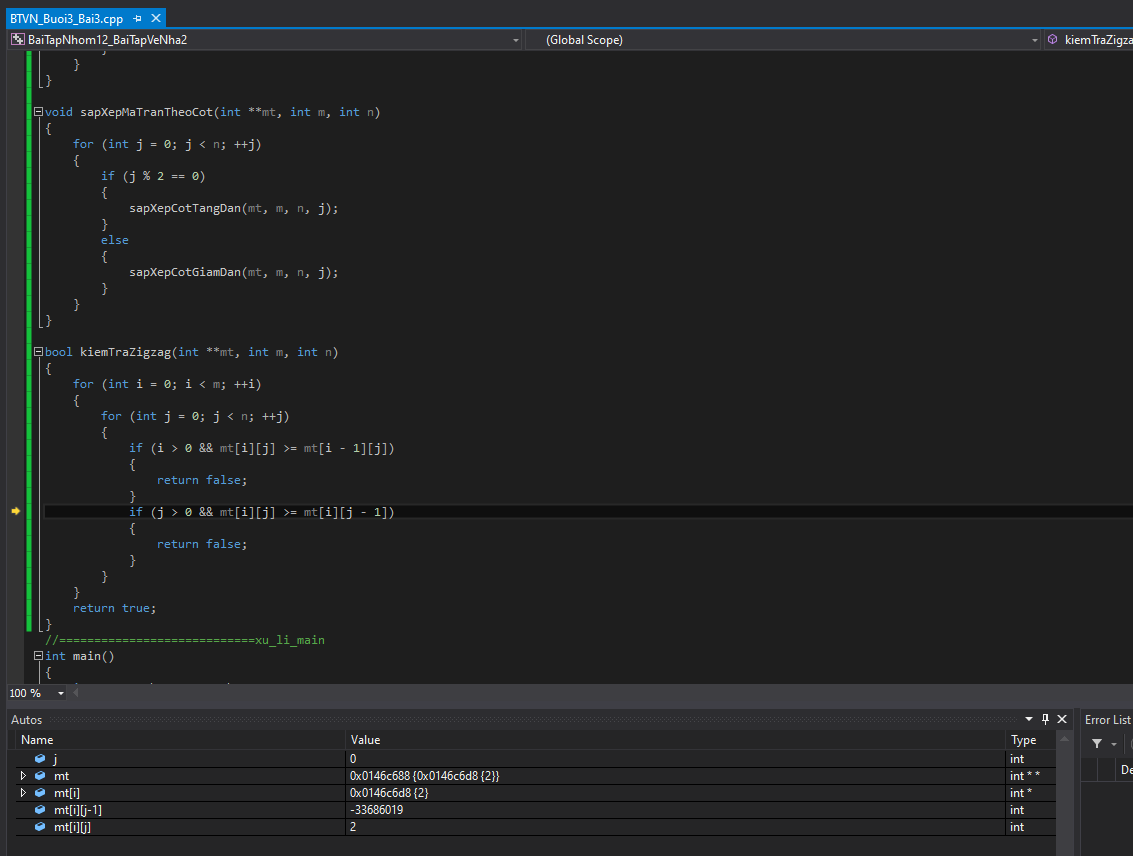 BTVN_Buoi3_Bai3.cpp
BaiTapNhom12_BaiTapVeNha2 (Global Scope) kiemTraZigza
}
}
void sapXepMaTranTheoCot(int **mt, int m, int n)
{
for (int j = 0; j < n; ++j)
{
if (j % 2 == 0)
{
sapXepCotTangDan(mt, m, n, j);
}
else
{
sapXepCotGiamDan(mt, m, n, j);
}
}
}
bool kiemTraZigzag(int **mt, int m, int n)
{
for (int i = 0; i < m; ++i)
{
for (int j = 0; j < n; ++j)
{
if (i > 0 && mt[i][j] >= mt[i - 1][j])
{
return false;
}
if (j > 0 && mt[i][j] >= mt[i][j - 1])
{
return false;
}
}
}
return true;
}
//============================xu_li_main
int main()
{
100 %
Autos Error List
Name Value Type
j 0 int
mt 0x0146c688 {0x0146c6d8 {2}} int * *
mt[i] 0x0146c6d8 {2} int *
mt[i][j-1] -33686019 int
mt[i][j] 2 int
De